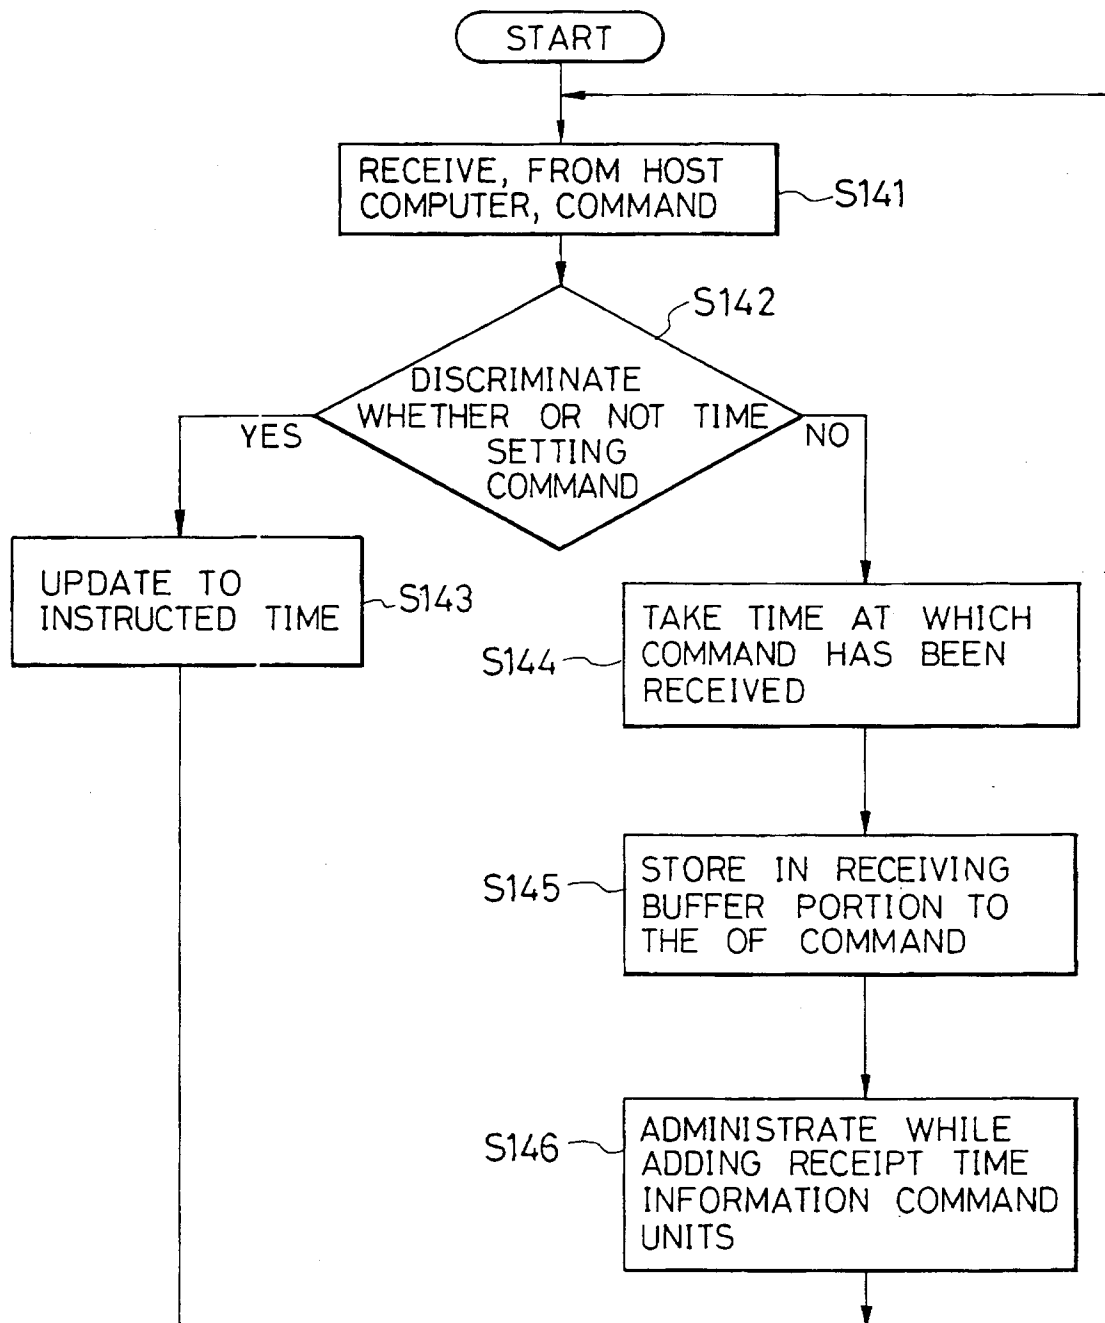 START
RECEIVE, FROM HOST
COMPUTER, COMMAND
S141
S142
DISCRIMINATE
WHETHER OR NOT TIME
SETTING
COMMAND
YES
NO
UPDATE TO
INSTRUCTED TIME
S143
TAKE TIME AT WHICH
COMMAND HAS BEEN
RECEIVED
S144
STORE IN RECEIVING
BUFFER PORTION TO
THE OF COMMAND
S145
ADMINISTRATE WHILE
ADDING RECEIPT TIME
INFORMATION COMMAND
UNITS
S146